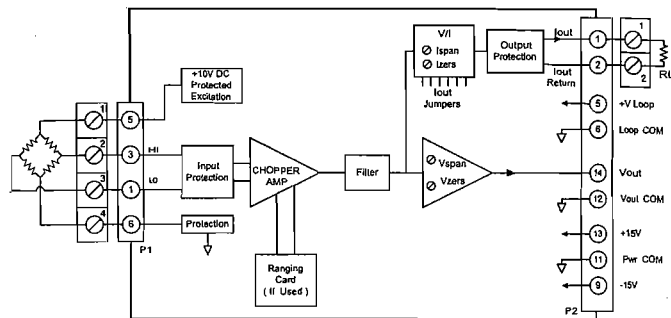 V/I
Ispan
Izers
Iout
Jumpers
Output
Protection
Iout
Iout
Return
1
2
1
2
RL
+10V DC
Protected
Excitation
1
2
3
4
5
3
1
6
HI
LO
P1
Input
Protection
Protection
CHOPPER
AMP
Ranging
Card
( If Used )
Filter
Vspan
Vzers
5 +V Loop
6 Loop COM
14 Vout
12 Vout COM
13 +15V
11 Pwr COM
9 -15V
P2